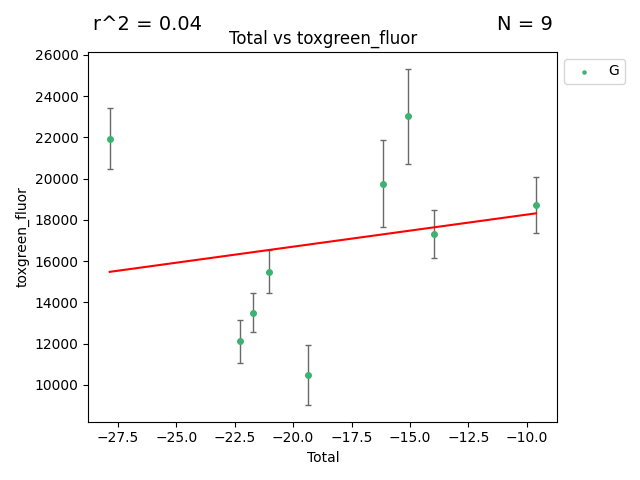 r^2 = 0.04
N = 9
Total vs toxgreen_fluor
G
26000
24000
22000
20000
18000
16000
14000
12000
10000
toxgreen_fluor
−27.5 −25.0 −22.5 −20.0 −17.5 −15.0 −12.5 −10.0
Total